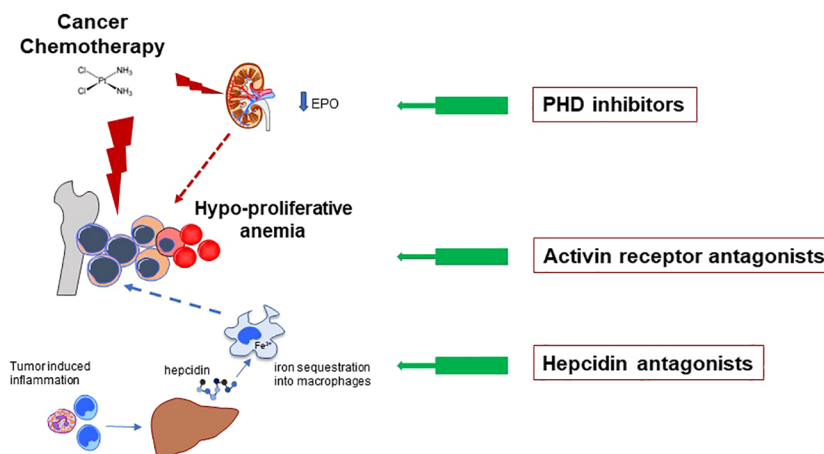 Cancer
Chemotherapy
Cl
NH₃
Pt
Cl
NH₃
EPO
PHD inhibitors
Hypo-proliferative
anemia
Activin receptor antagonists
Fe²⁺
Tumor induced
inflammation
hepcidin
iron sequestration
into macrophages
Hepcidin antagonists